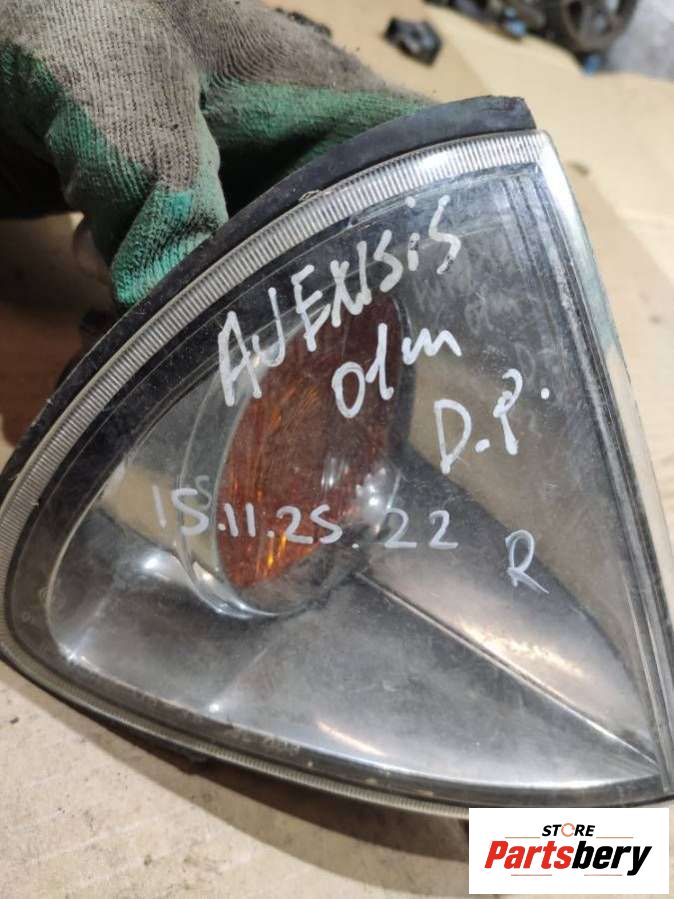 AVENSIS
01m
D.P.
15.11.25.22
R
STORE
Partsbery